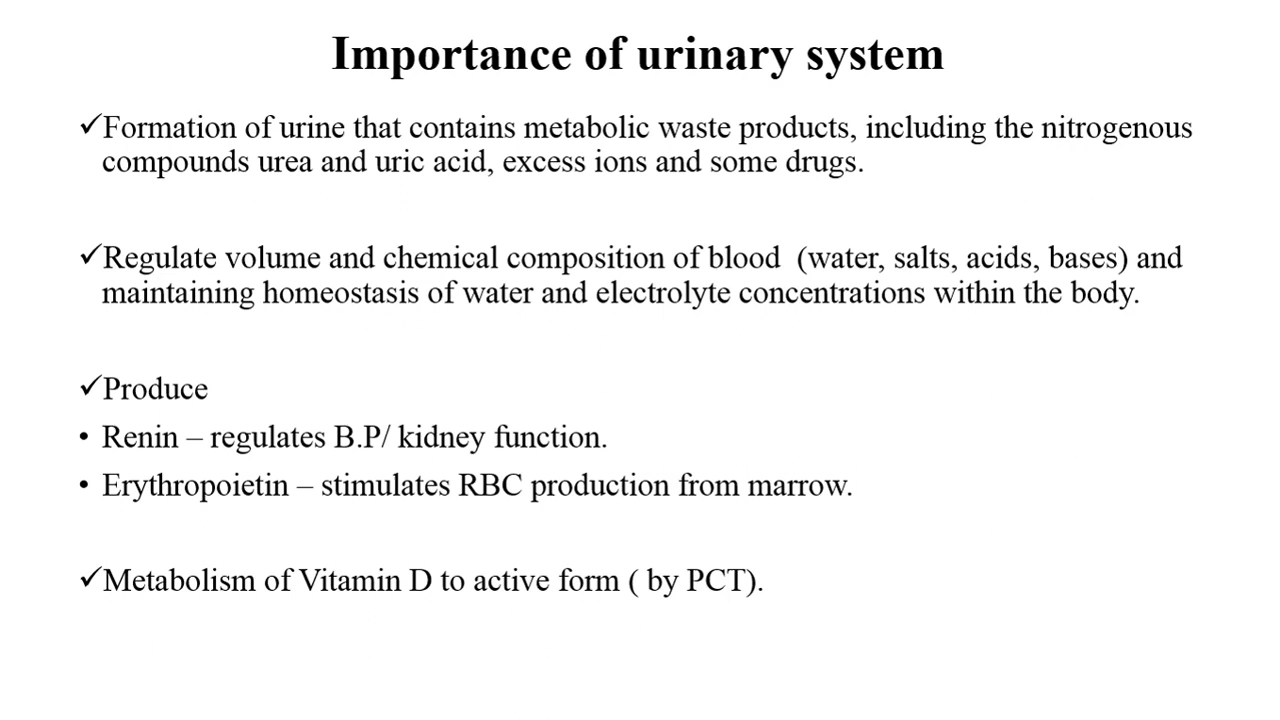 Importance of urinary system
✓Formation of urine that contains metabolic waste products, including the nitrogenous
compounds urea and uric acid, excess ions and some drugs.
✓Regulate volume and chemical composition of blood  (water, salts, acids, bases) and
maintaining homeostasis of water and electrolyte concentrations within the body.
✓Produce
• Renin – regulates B.P/ kidney function.
• Erythropoietin – stimulates RBC production from marrow.
✓Metabolism of Vitamin D to active form ( by PCT).